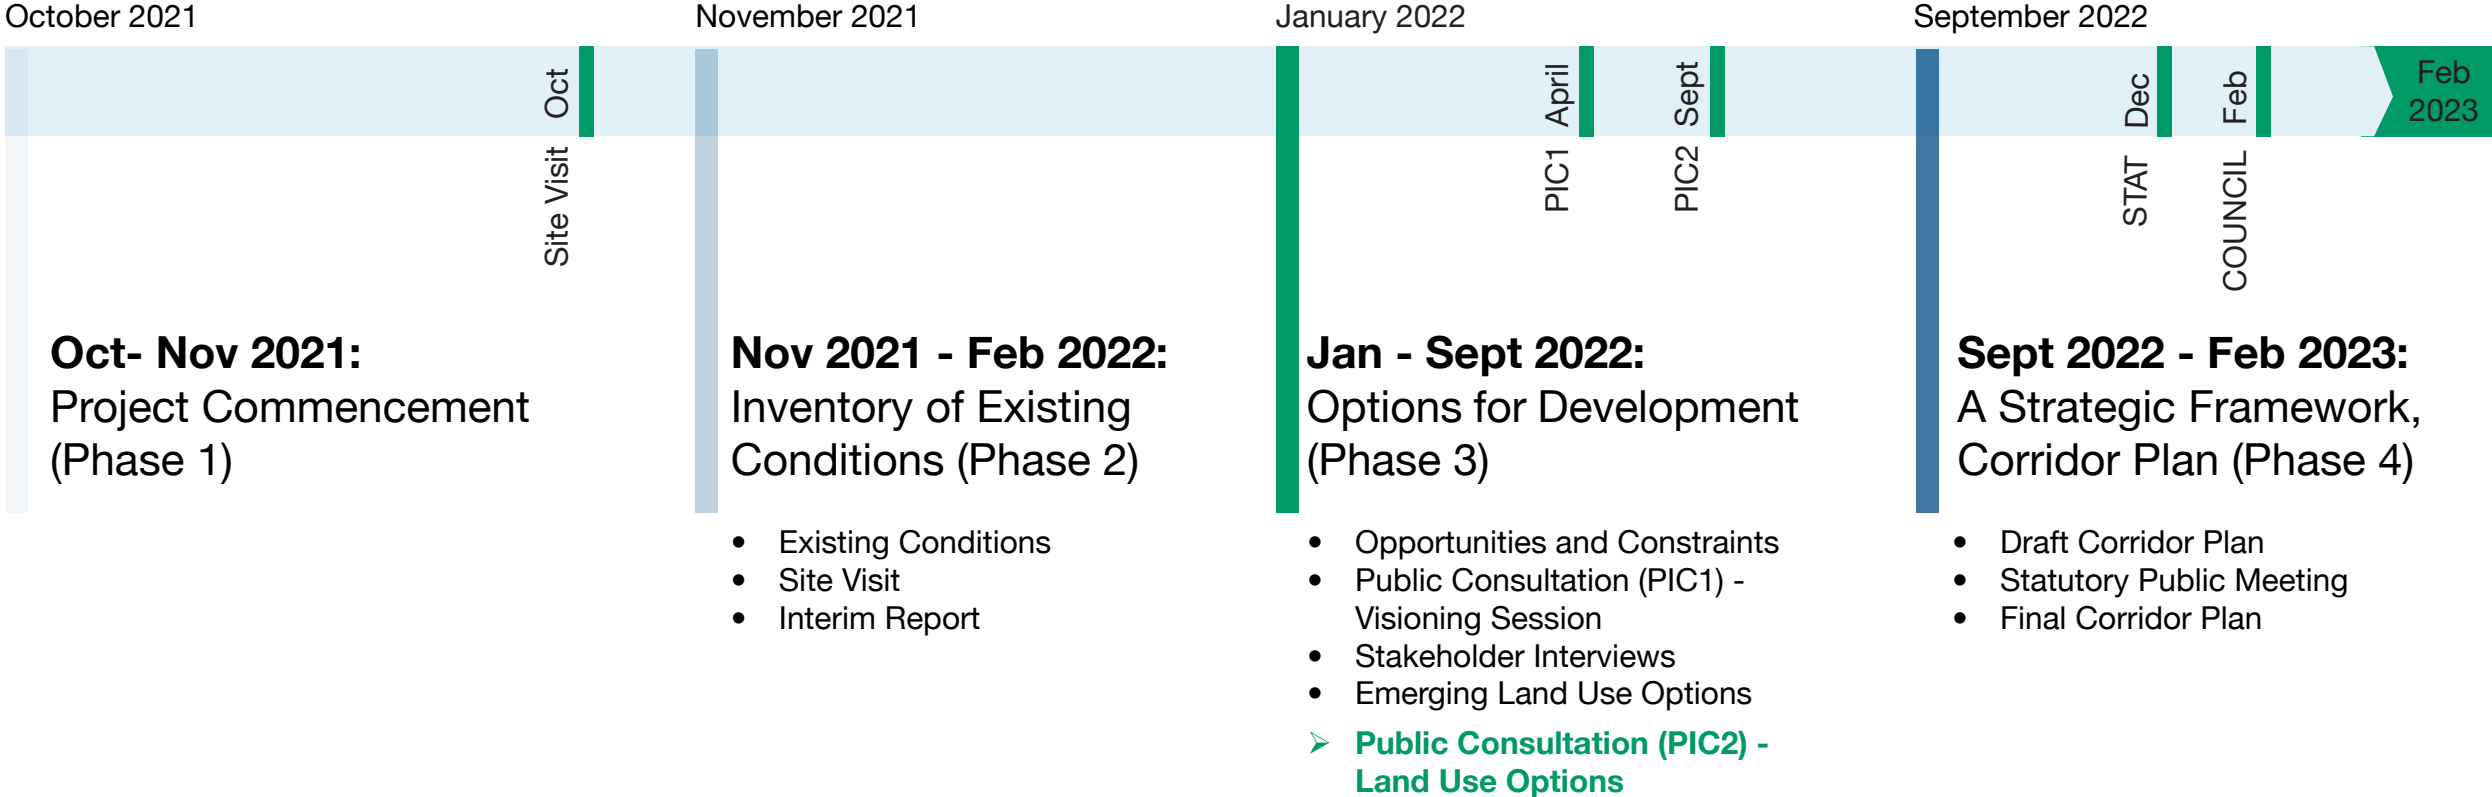 October 2021
November 2021
January 2022
September 2022
Site Visit Oct
PIC1 April
PIC2 Sept
STAT Dec
COUNCIL Feb
Feb
2023
Oct- Nov 2021:
Project Commencement
(Phase 1)
Nov 2021 - Feb 2022:
Inventory of Existing
Conditions (Phase 2)
• Existing Conditions
• Site Visit
• Interim Report
Jan - Sept 2022:
Options for Development
(Phase 3)
• Opportunities and Constraints
• Public Consultation (PIC1) -
Visioning Session
• Stakeholder Interviews
• Emerging Land Use Options
➢ Public Consultation (PIC2) -
Land Use Options
Sept 2022 - Feb 2023:
A Strategic Framework,
Corridor Plan (Phase 4)
• Draft Corridor Plan
• Statutory Public Meeting
• Final Corridor Plan